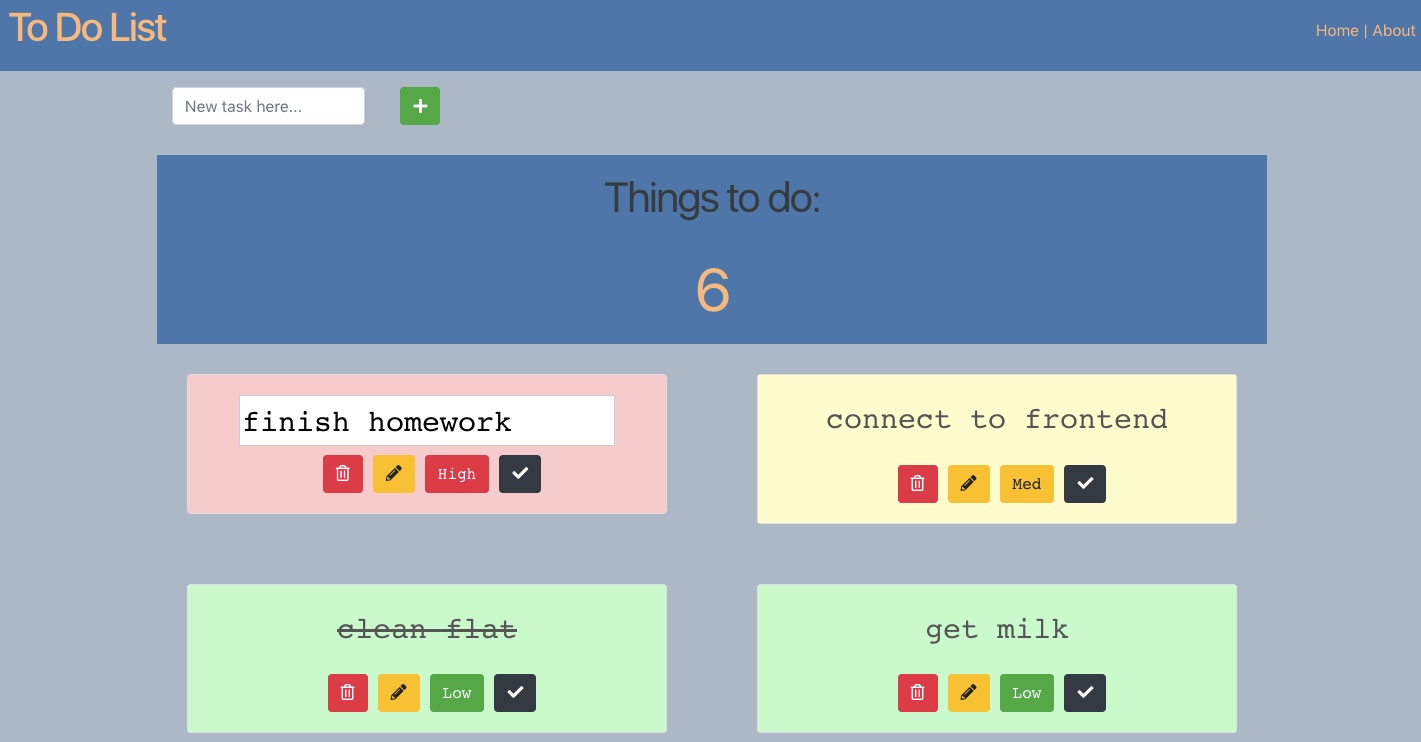 To Do List
Home | About
New task here...
Things to do:
6
finish homework
High
connect to frontend
Med
clean flat
Low
get milk
Low